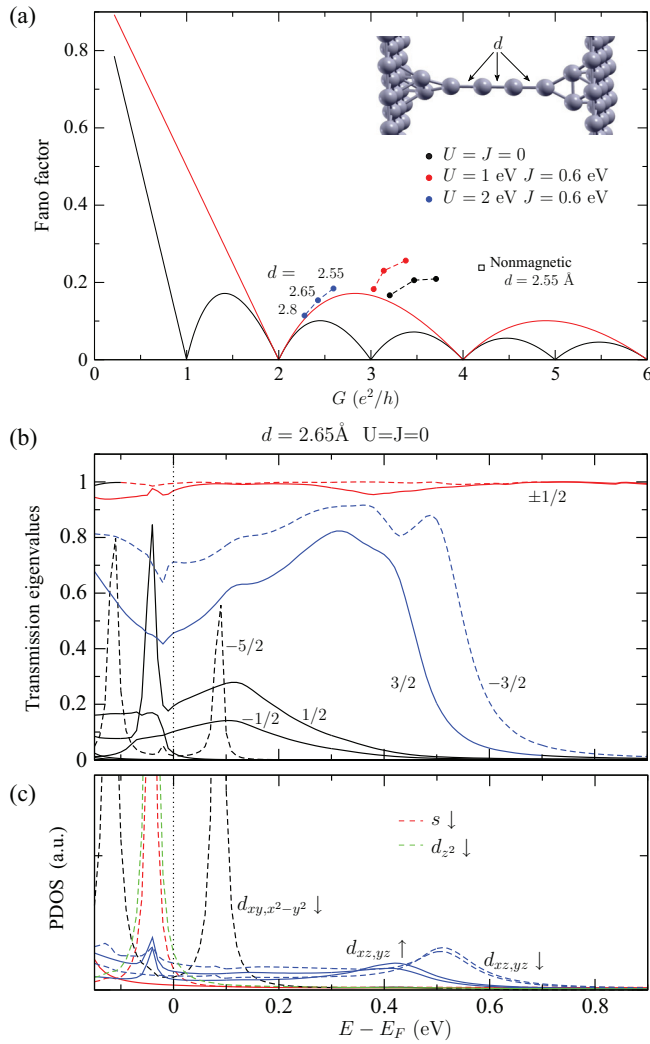 (a)
0.8
0.6
0.4
0.2
0
Fano factor
d
U = J = 0
U = 1 eV J = 0.6 eV
U = 2 eV J = 0.6 eV
d =
2.55
2.65
2.8
Nonmagnetic
d = 2.55 Å
0 1 2 3 4 5 6
G (e²/h)
(b)
d = 2.65Å U=J=0
1
0.8
0.6
0.4
0.2
0
Transmission eigenvalues
±1/2
−5/2
−1/2
1/2
3/2
−3/2
(c)
PDOS (a.u.)
s ↓
d_{z²} ↓
d_{xy,x²−y²} ↓
d_{xz,yz} ↑
d_{xz,yz} ↓
0 0.2 0.4 0.6 0.8
E − E_F (eV)